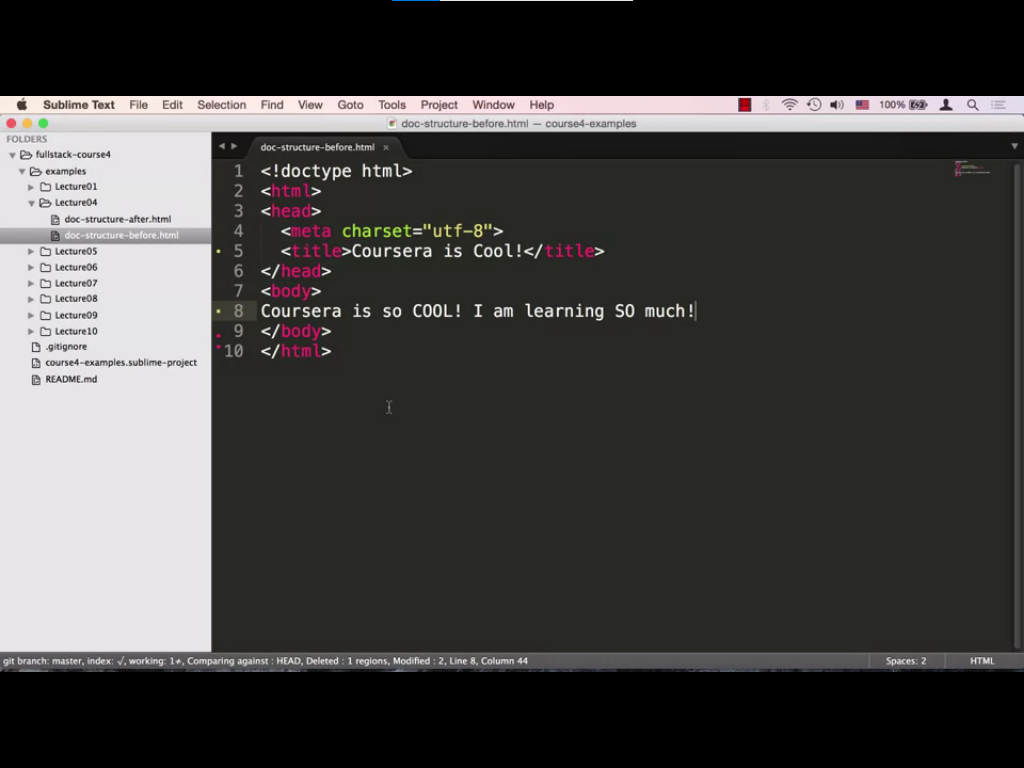 Sublime Text File Edit Selection Find View Goto Tools Project Window Help 100%
doc-structure-before.html — course4-examples
FOLDERS
fullstack-course4
examples
Lecture01
Lecture04
doc-structure-after.html
doc-structure-before.html
Lecture05
Lecture06
Lecture07
Lecture08
Lecture09
Lecture10
.gitignore
course4-examples.sublime-project
README.md
doc-structure-before.html ×
1 <!doctype html>
2 <html>
3 <head>
4 <meta charset="utf-8">
5 <title>Coursera is Cool!</title>
6 </head>
7 <body>
8 Coursera is so COOL! I am learning SO much!
9 </body>
10 </html>
git branch: master, index: √, working: 1≠, Comparing against : HEAD, Deleted : 1 regions, Modified : 2, Line 8, Column 44 Spaces: 2 HTML